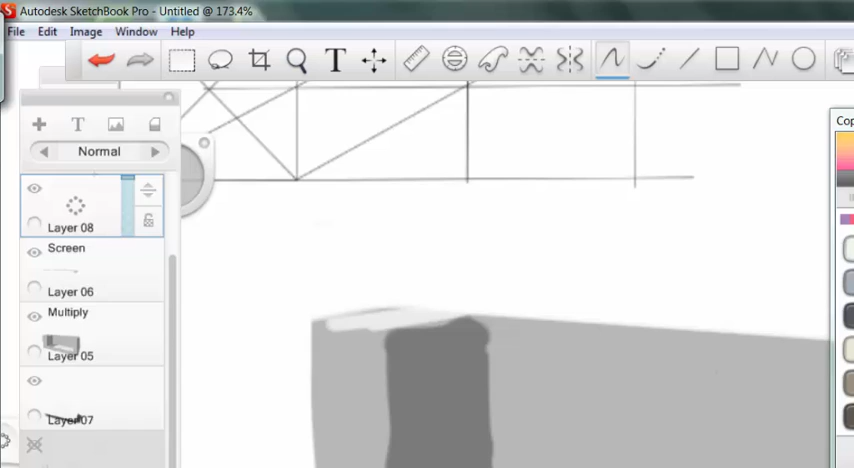 Autodesk SketchBook Pro - Untitled @ 173.4%
File Edit Image Window Help
T
T
Normal
Layer 08
Screen
Layer 06
Multiply
Layer 05
Layer 07
Cop